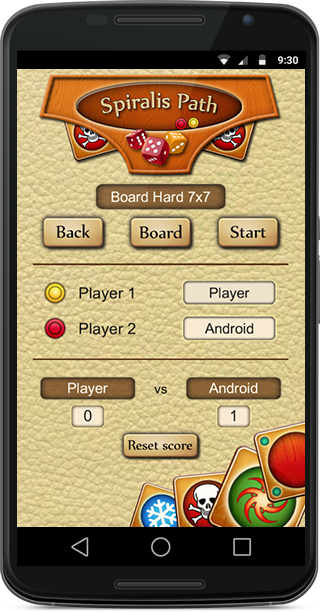 9:30
Spiralis Path
Board Hard 7x7
Back Board Start
Player 1 Player
Player 2 Android
Player vs Android
0 1
Reset score